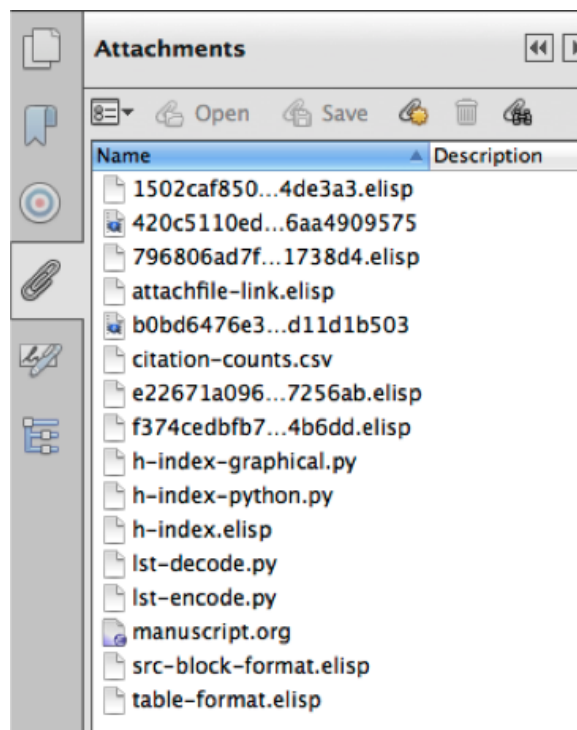 Attachments
Open Save
Name Description
1502caf850...4de3a3.elisp
420c5110ed...6aa4909575
796806ad7f...1738d4.elisp
attachfile-link.elisp
b0bd6476e3...d11d1b503
citation-counts.csv
e22671a096...7256ab.elisp
f374cedbfb7...4b6dd.elisp
h-index-graphical.py
h-index-python.py
h-index.elisp
lst-decode.py
lst-encode.py
manuscript.org
src-block-format.elisp
table-format.elisp